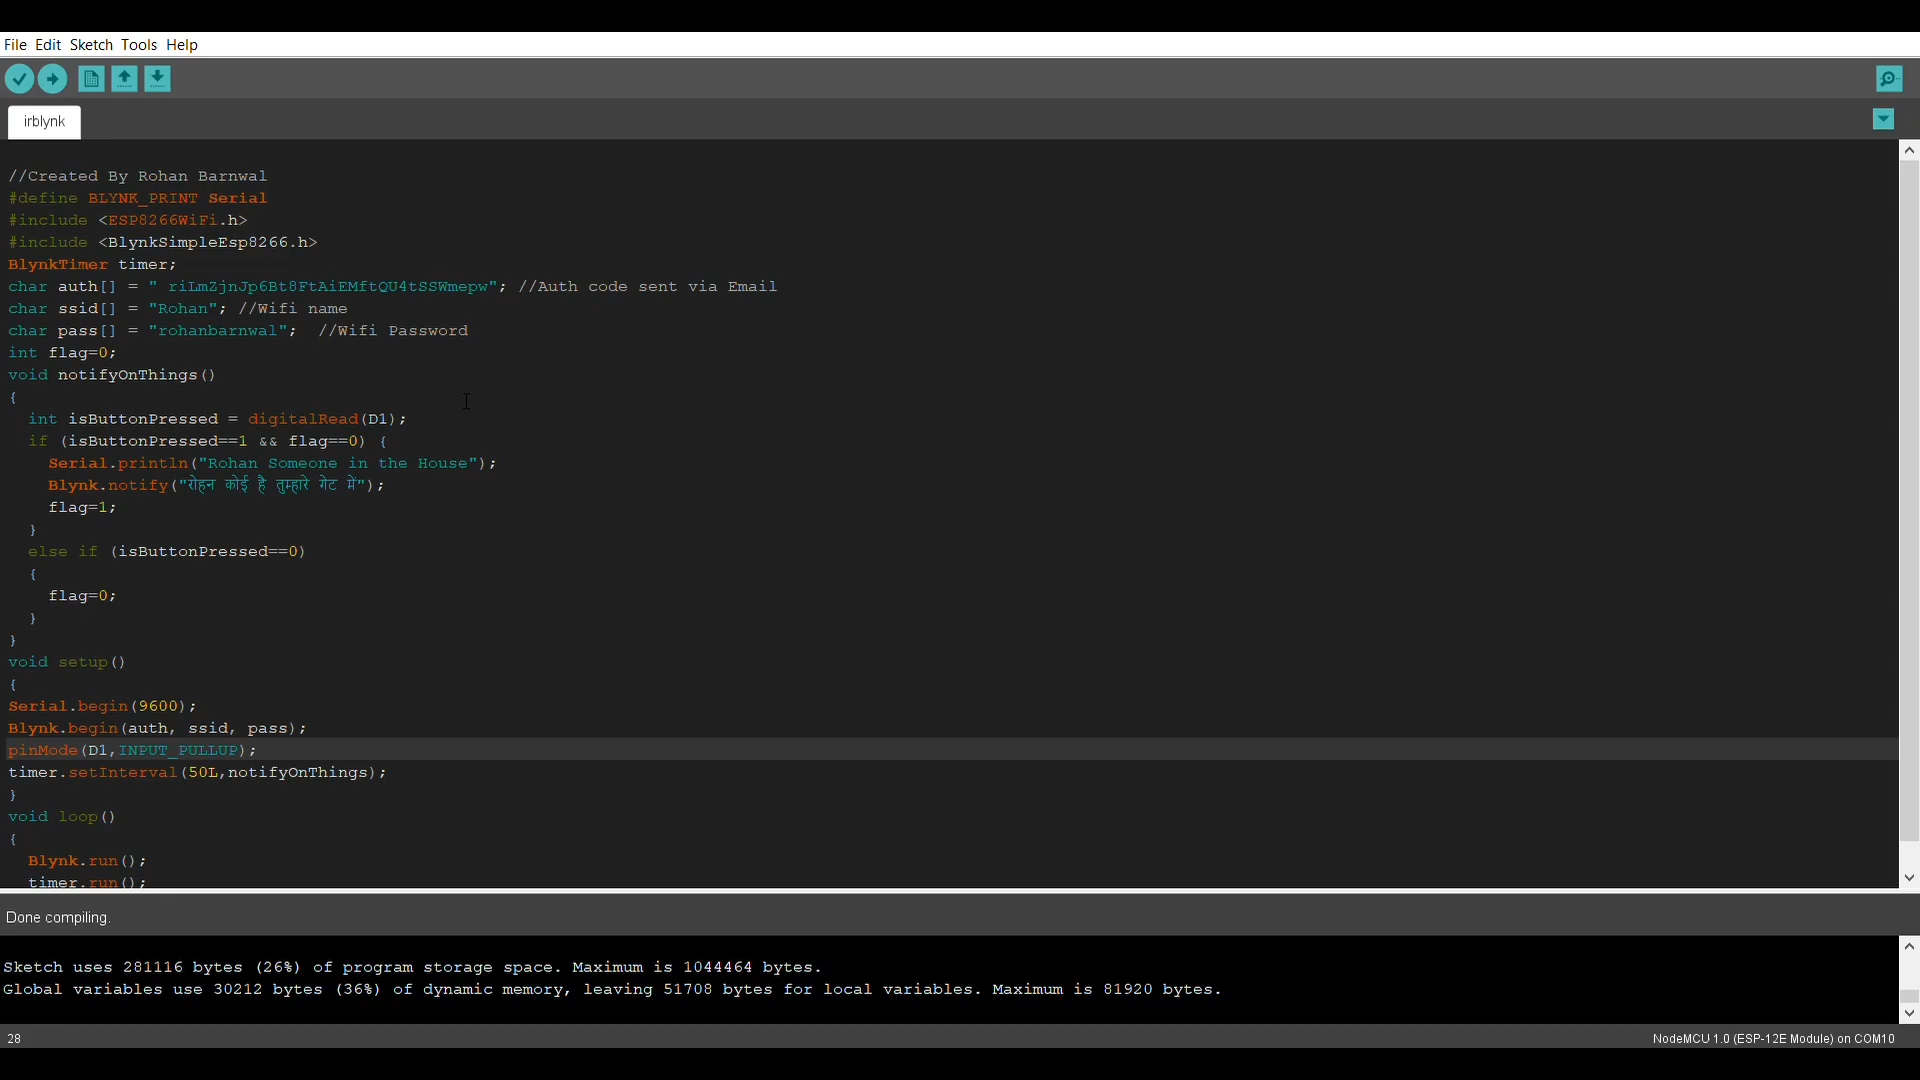 File Edit Sketch Tools Help
irblynk
//Created By Rohan Barnwal
#define BLYNK_PRINT Serial
#include <ESP8266WiFi.h>
#include <BlynkSimpleEsp8266.h>
BlynkTimer timer;
char auth[] = " riLmZjnJp6Bt8FtAiEMftQU4tSSWmepw"; //Auth code sent via Email
char ssid[] = "Rohan"; //Wifi name
char pass[] = "rohanbarnwal";  //Wifi Password
int flag=0;
void notifyOnThings()
{
  int isButtonPressed = digitalRead(D1);
  if (isButtonPressed==1 && flag==0) {
    Serial.println("Rohan Someone in the House");
    Blynk.notify("रोहन कोई है तुम्हारे गेट में");
    flag=1;
  }
  else if (isButtonPressed==0)
  {
    flag=0;
  }
}
void setup()
{
Serial.begin(9600);
Blynk.begin(auth, ssid, pass);
pinMode(D1,INPUT_PULLUP);
timer.setInterval(50L,notifyOnThings);
}
void loop()
{
  Blynk.run();
  timer.run();
Done compiling.
Sketch uses 281116 bytes (26%) of program storage space. Maximum is 1044464 bytes.
Global variables use 30212 bytes (36%) of dynamic memory, leaving 51708 bytes for local variables. Maximum is 81920 bytes.
28
NodeMCU 1.0 (ESP-12E Module) on COM10